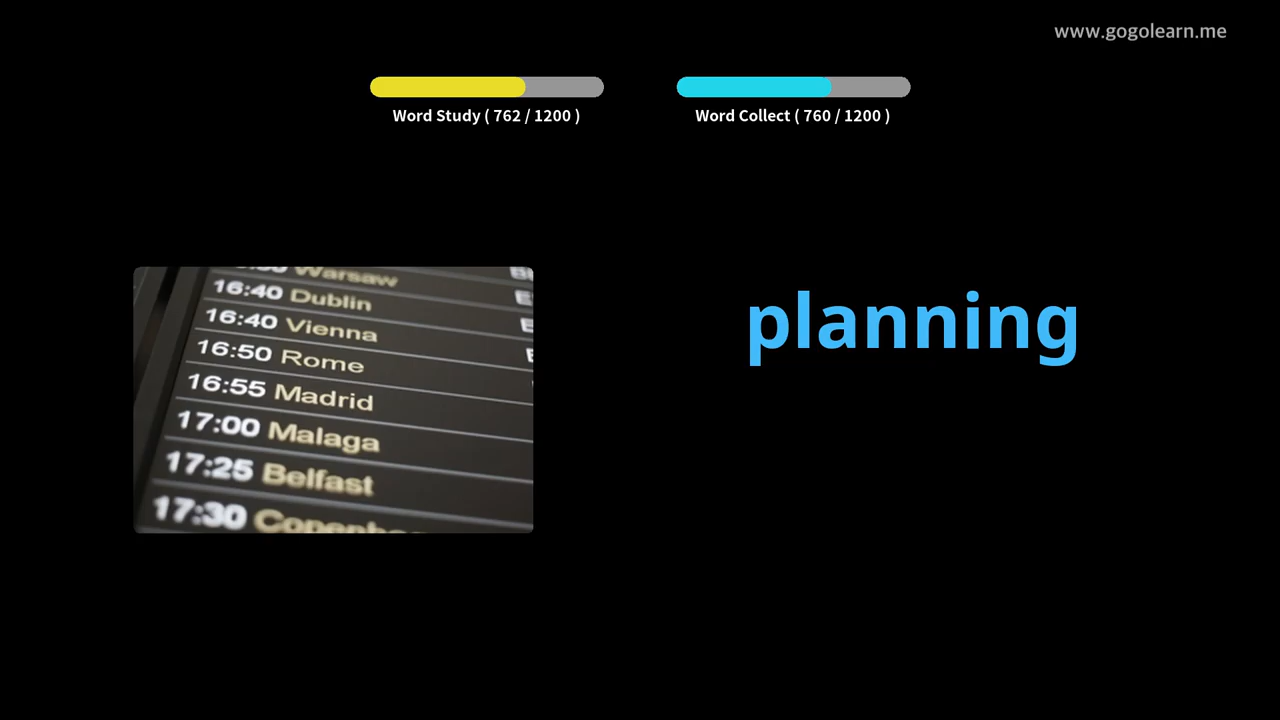 www.gogolearn.me
Word Study ( 762 / 1200 )
Word Collect ( 760 / 1200 )
Warsaw
16:40 Dublin
16:40 Vienna
16:50 Rome
16:55 Madrid
17:00 Malaga
17:25 Belfast
17:30
planning